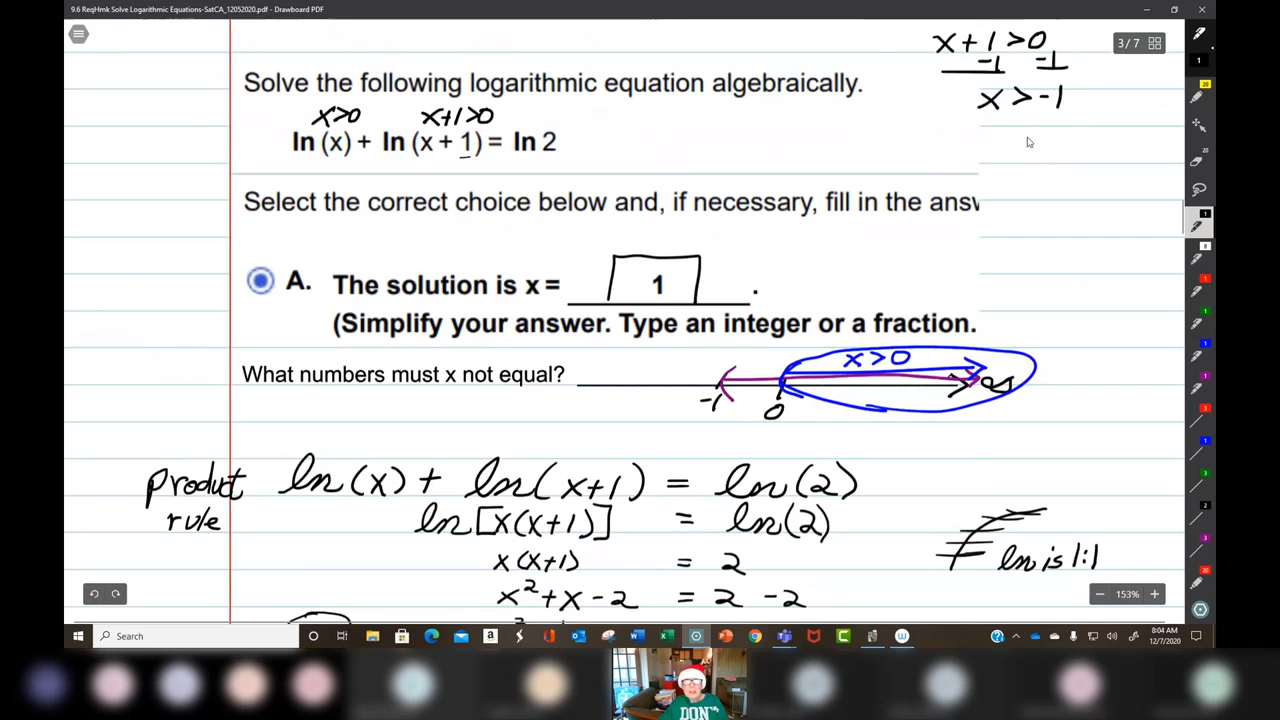 9.6 ReqHmk Solve Logarithmic Equations-SatCA_12052020.pdf - Drawboard PDF
3/7
x+1>0
-1 -1
x>-1
Solve the following logarithmic equation algebraically.
x>0 x+1>0
ln (x) + ln (x + 1) = ln 2
Select the correct choice below and, if necessary, fill in the answ
A. The solution is x = 1 .
(Simplify your answer. Type an integer or a fraction.
x>0
What numbers must x not equal?
-1 0 ∞
product ln(x) + ln(x+1) = ln(2)
rule ln[x(x+1)] = ln(2)
ln is 1:1
x(x+1) = 2
x²+x-2 = 2 -2
153%
Search
8:04 AM
12/7/2020
DON